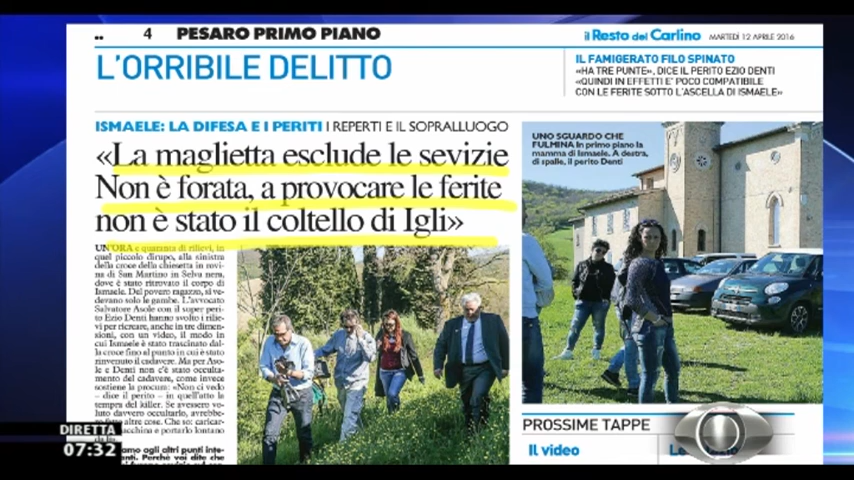 4 PESARO PRIMO PIANO
il Resto del Carlino MARTEDÌ 12 APRILE 2016
L'ORRIBILE DELITTO
IL FAMIGERATO FILO SPINATO
«HA TRE PUNTE», DICE IL PERITO EZIO DENTI
«QUINDI IN EFFETTI E' POCO COMPATIBILE
CON LE FERITE SOTTO L'ASCELLA DI ISMAELE»
ISMAELE: LA DIFESA E I PERITI I REPERTI E IL SOPRALLUOGO
«La maglietta esclude le sevizie
Non è forata, a provocare le ferite
non è stato il coltello di Igli»
UNO SGUARDO CHE
FULMINA In primo piano la
mamma di Ismaele. A destra,
di spalle, il perito Denti
UN'ORA e quaranta di rilievi, in
quel piccolo dirupo, alla sinistra
della croce della chiesetta in rovi-
na di San Martino in Selva nera,
dove è stato ritrovato il corpo di
Ismaele. Del povero ragazzo, si ve-
devano solo le gambe. L'avvocato
Salvatore Asole con il super peri-
to Ezio Denti hanno svolto i rilie-
vi per ricreare, anche in tre dimen-
sioni, con un video, il modo in
cui Ismaele è stato trascinato dal-
la croce fino al punto in cui è stato
rinvenuto il cadavere. Ma per Aso-
le e Denti non c'è stato occulta-
mento del cadavere, come invece
sostiene la procura: «Non ci vedo
– dice il perito – in quell'atto la
tempra del killer. Se avessero vo-
luto davvero occultarlo, avrebbe-
altre cose. Che so: caricar-
macchina e portarlo lontano
PROSSIME TAPPE
Il video
DIRETTA
07:32